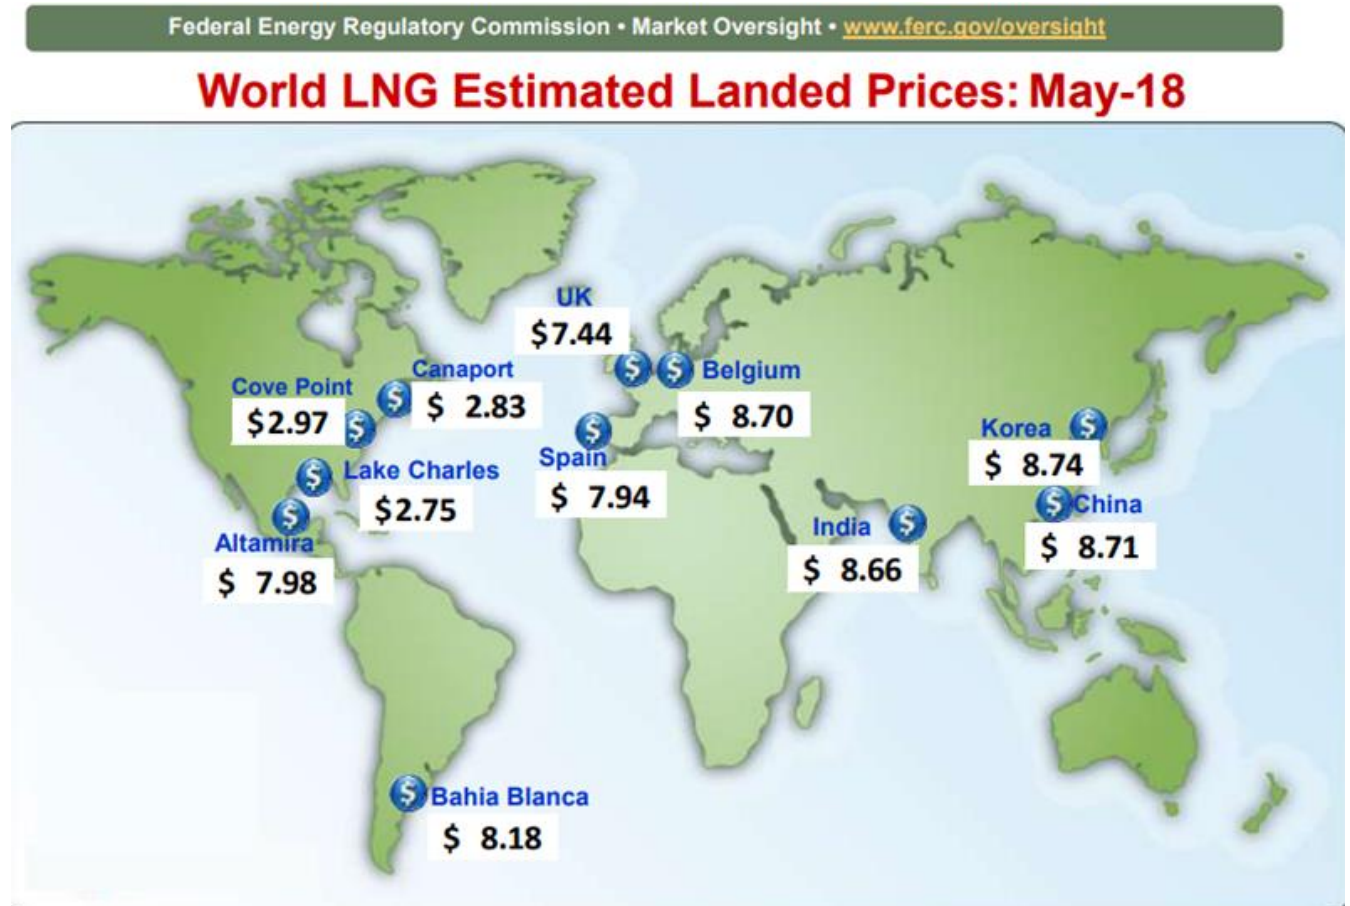 Federal Energy Regulatory Commission • Market Oversight • www.ferc.gov/oversight
World LNG Estimated Landed Prices: May-18
UK
$7.44
Belgium
$ 8.70
Canaport
$ 2.83
Cove Point
$2.97
Lake Charles
$2.75
Altamira
$ 7.98
Spain
$ 7.94
Korea
$ 8.74
China
$ 8.71
India
$ 8.66
Bahia Blanca
$ 8.18